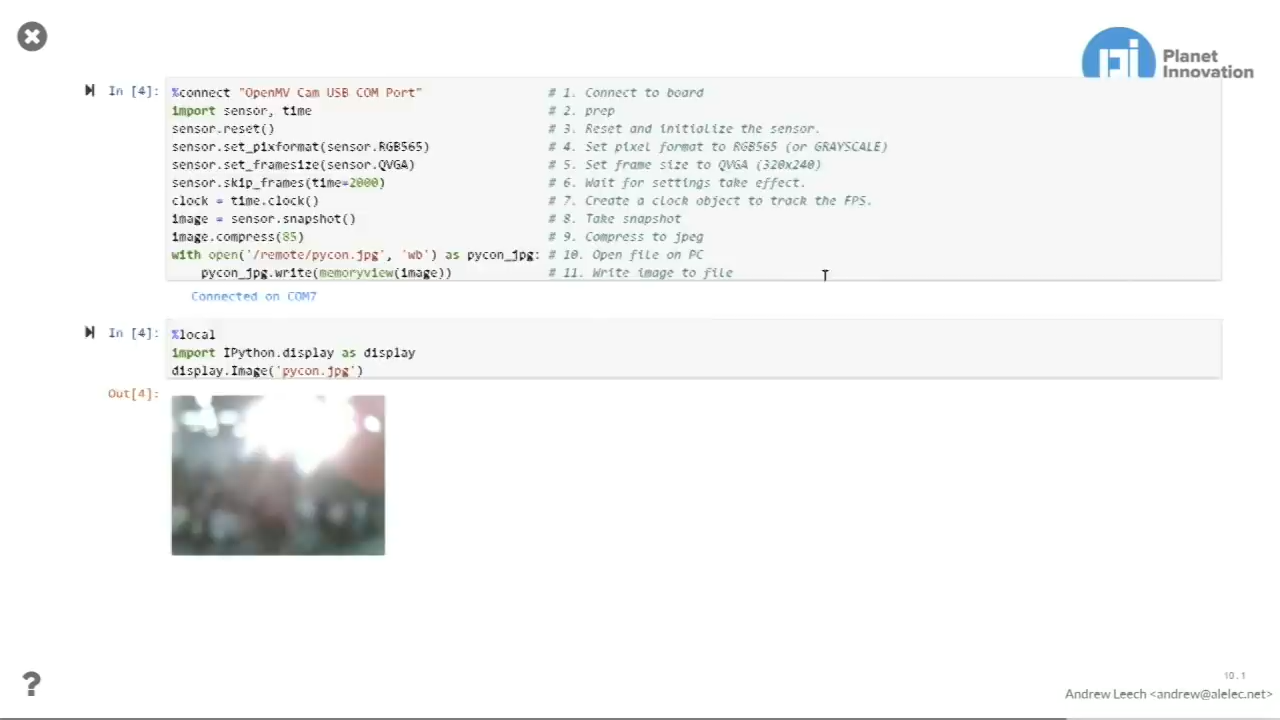 Planet
Innovation
In [4]:
%connect "OpenMV Cam USB COM Port" # 1. Connect to board
import sensor, time # 2. prep
sensor.reset() # 3. Reset and initialize the sensor.
sensor.set_pixformat(sensor.RGB565) # 4. Set pixel format to RGB565 (or GRAYSCALE)
sensor.set_framesize(sensor.QVGA) # 5. Set frame size to QVGA (320x240)
sensor.skip_frames(time=2000) # 6. Wait for settings take effect.
clock = time.clock() # 7. Create a clock object to track the FPS.
image = sensor.snapshot() # 8. Take snapshot
image.compress(85) # 9. Compress to jpeg
with open('/remote/pycon.jpg', 'wb') as pycon_jpg: # 10. Open file on PC
    pycon_jpg.write(memoryview(image)) # 11. Write image to file
Connected on COM7
In [4]:
%local
import IPython.display as display
display.Image('pycon.jpg')
Out[4]:
?
10.1
Andrew Leech <andrew@alelec.net>